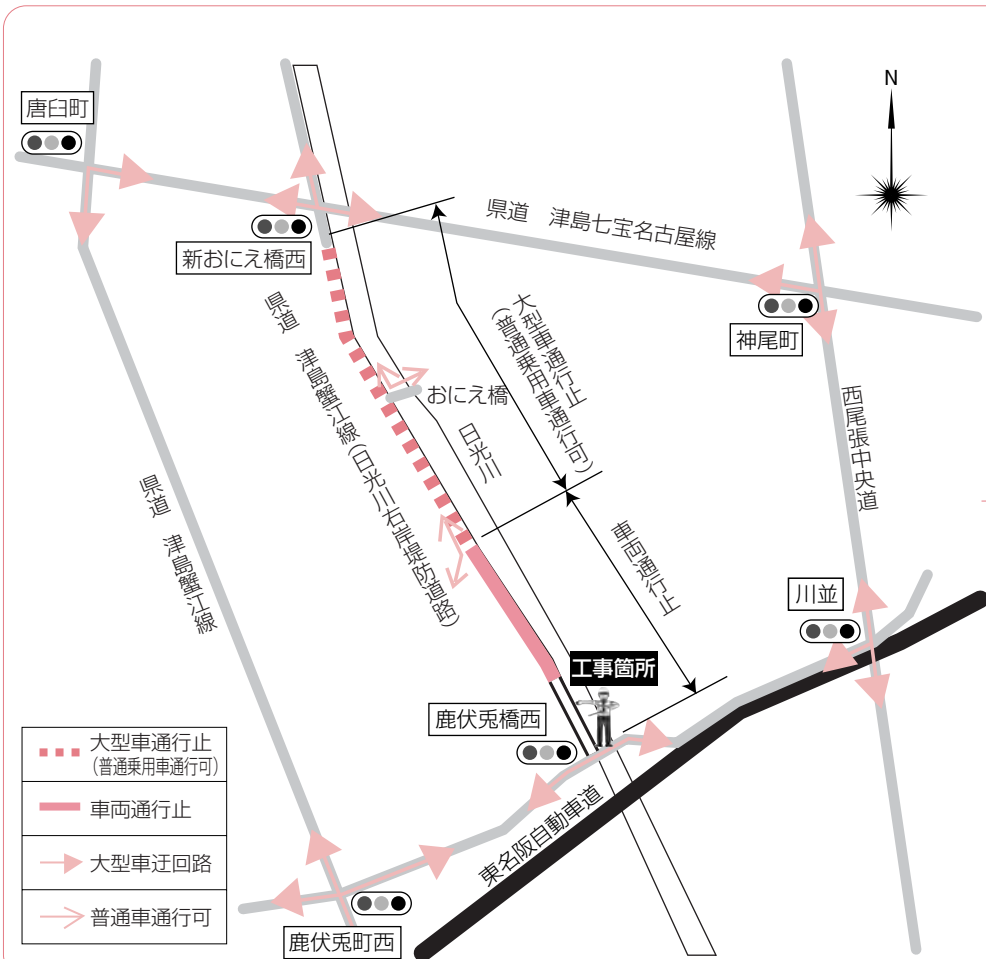 唐臼町
N
県道　津島七宝名古屋線
新おにえ橋西
神尾町
県道　津島蟹江線(日光川右岸堤防道路)
大型車通行止
(普通乗用車通行可)
おにえ橋
日光川
西尾張中央道
県道　津島蟹江線
車両通行止
川並
工事箇所
鹿伏兎橋西
東名阪自動車道
大型車通行止
(普通乗用車通行可)
車両通行止
大型車迂回路
普通車通行可
鹿伏兎町西